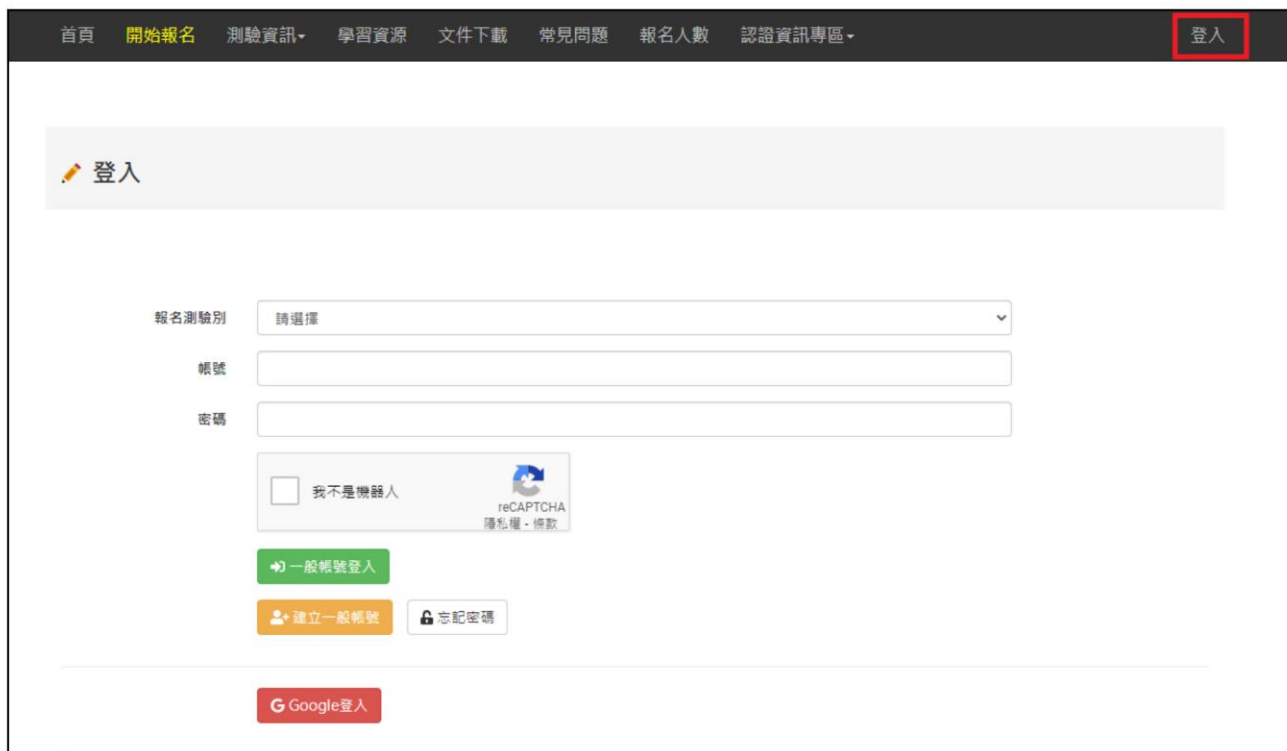 首頁 開始報名 測驗資訊 學習資源 文件下載 常見問題 報名人數 認證資訊專區 登入
登入
報名測驗別 請選擇
帳號
密碼
我不是機器人
reCAPTCHA
隱私權 - 條款
一般帳號登入
建立一般帳號 忘記密碼
Google登入